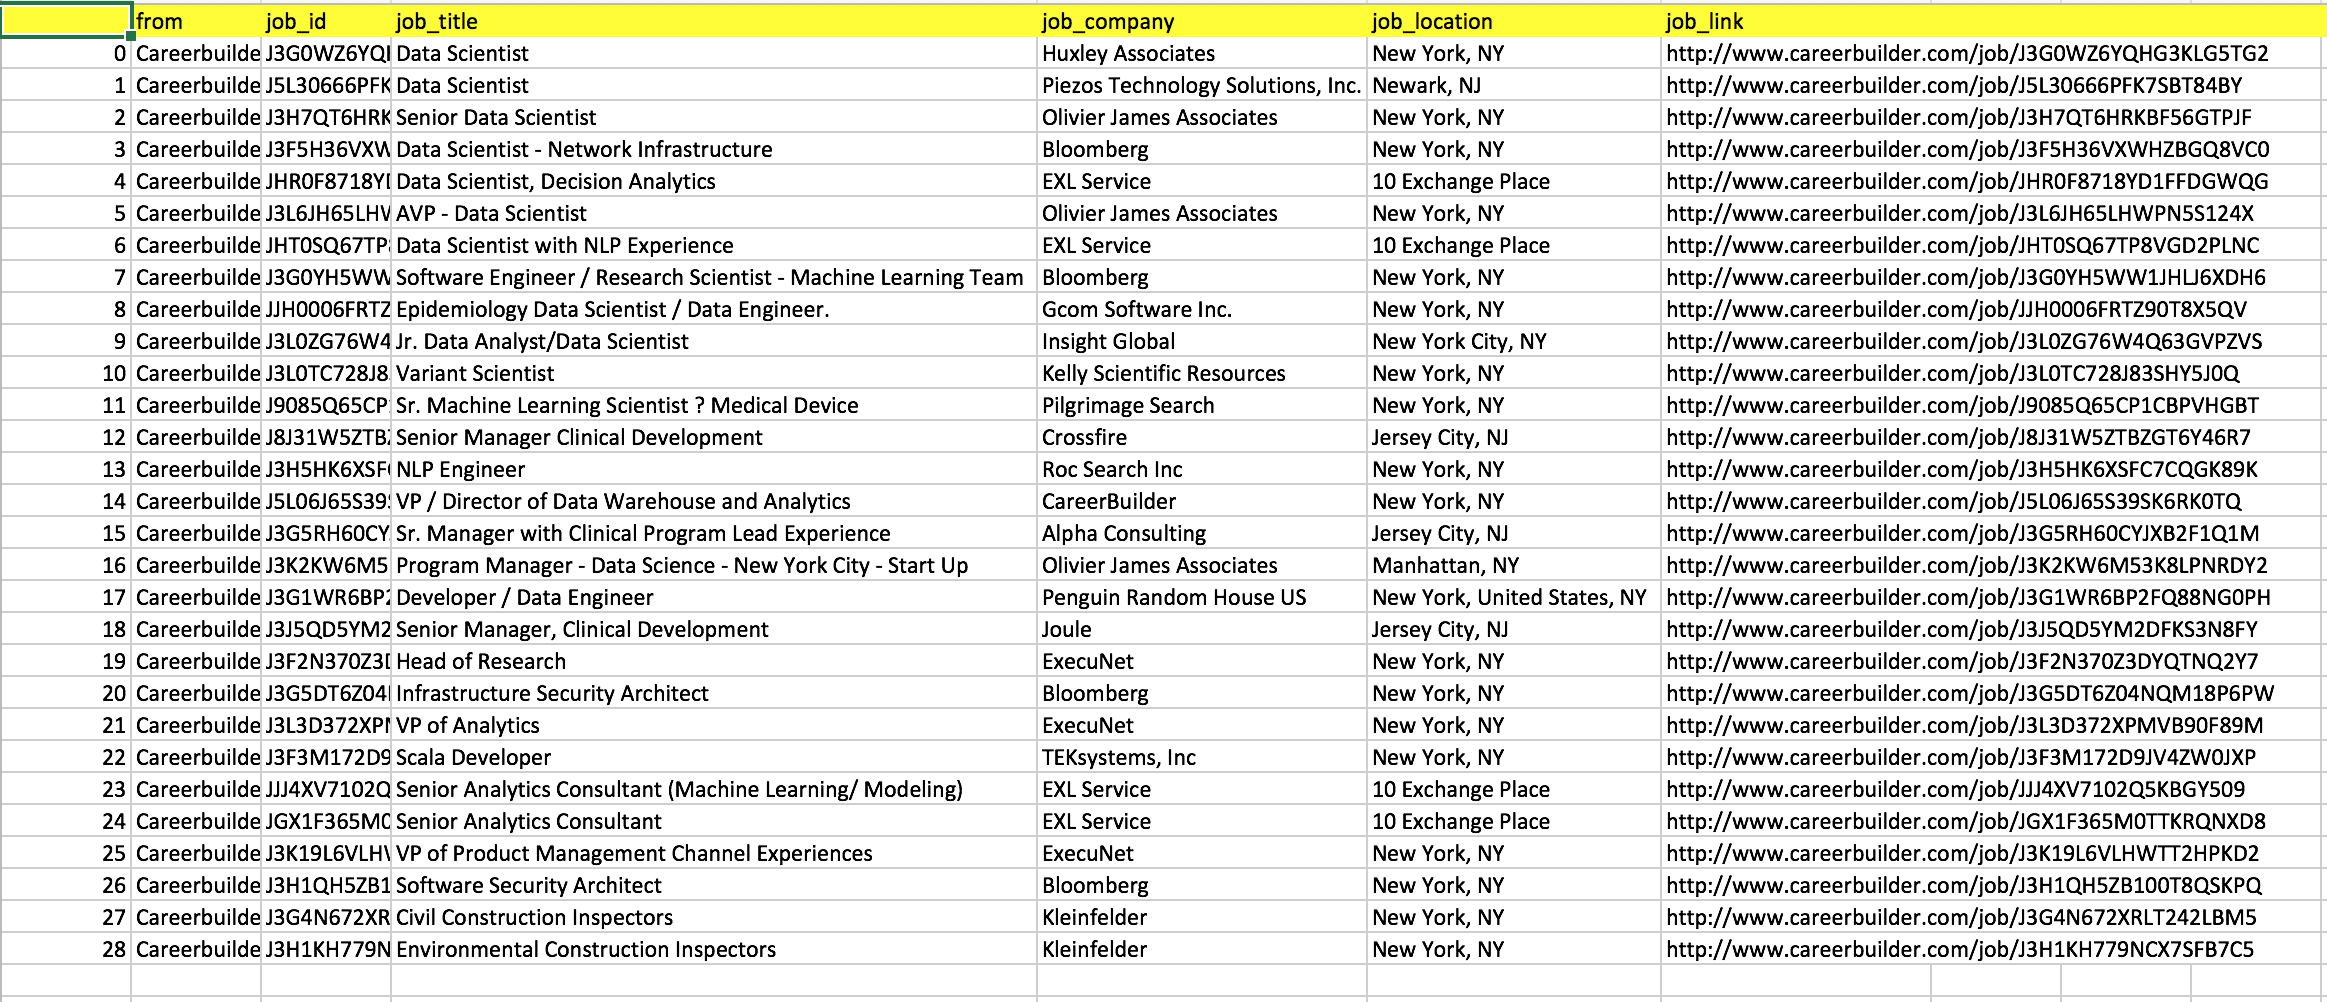 from job_id job_title job_company job_location job_link
0 Careerbuilde J3G0WZ6YQI Data Scientist Huxley Associates New York, NY http://www.careerbuilder.com/job/J3G0WZ6YQHG3KLG5TG2
1 Careerbuilde J5L30666PFK Data Scientist Piezos Technology Solutions, Inc. Newark, NJ http://www.careerbuilder.com/job/J5L30666PFK7SBT84BY
2 Careerbuilde J3H7QT6HRK Senior Data Scientist Olivier James Associates New York, NY http://www.careerbuilder.com/job/J3H7QT6HRKBF56GTPJF
3 Careerbuilde J3F5H36VXW Data Scientist - Network Infrastructure Bloomberg New York, NY http://www.careerbuilder.com/job/J3F5H36VXWHZBGQ8VC0
4 Careerbuilde JHR0F8718YI Data Scientist, Decision Analytics EXL Service 10 Exchange Place http://www.careerbuilder.com/job/JHR0F8718YD1FFDGWQG
5 Careerbuilde J3L6JH65LHV AVP - Data Scientist Olivier James Associates New York, NY http://www.careerbuilder.com/job/J3L6JH65LHWPN5S124X
6 Careerbuilde JHT0SQ67TP Data Scientist with NLP Experience EXL Service 10 Exchange Place http://www.careerbuilder.com/job/JHT0SQ67TP8VGD2PLNC
7 Careerbuilde J3G0YH5WW Software Engineer / Research Scientist - Machine Learning Team Bloomberg New York, NY http://www.careerbuilder.com/job/J3G0YH5WW1JHLJ6XDH6
8 Careerbuilde JJH0006FRTZ Epidemiology Data Scientist / Data Engineer. Gcom Software Inc. New York, NY http://www.careerbuilder.com/job/JJH0006FRTZ90T8X5QV
9 Careerbuilde J3L0ZG76W4 Jr. Data Analyst/Data Scientist Insight Global New York City, NY http://www.careerbuilder.com/job/J3L0ZG76W4Q63GVPZVS
10 Careerbuilde J3L0TC728J8 Variant Scientist Kelly Scientific Resources New York, NY http://www.careerbuilder.com/job/J3L0TC728J83SHY5J0Q
11 Careerbuilde J9085Q65CP Sr. Machine Learning Scientist ? Medical Device Pilgrimage Search New York, NY http://www.careerbuilder.com/job/J9085Q65CP1CBPVHGBT
12 Careerbuilde J8J31W5ZTB Senior Manager Clinical Development Crossfire Jersey City, NJ http://www.careerbuilder.com/job/J8J31W5ZTBZGT6Y46R7
13 Careerbuilde J3H5HK6XSF NLP Engineer Roc Search Inc New York, NY http://www.careerbuilder.com/job/J3H5HK6XSFC7CQGK89K
14 Careerbuilde J5L06J65S39 VP / Director of Data Warehouse and Analytics CareerBuilder New York, NY http://www.careerbuilder.com/job/J5L06J65S39SK6RK0TQ
15 Careerbuilde J3G5RH60CY Sr. Manager with Clinical Program Lead Experience Alpha Consulting Jersey City, NJ http://www.careerbuilder.com/job/J3G5RH60CYJXB2F1Q1M
16 Careerbuilde J3K2KW6M5 Program Manager - Data Science - New York City - Start Up Olivier James Associates Manhattan, NY http://www.careerbuilder.com/job/J3K2KW6M53K8LPNRDY2
17 Careerbuilde J3G1WR6BP2 Developer / Data Engineer Penguin Random House US New York, United States, NY http://www.careerbuilder.com/job/J3G1WR6BP2FQ88NG0PH
18 Careerbuilde J3J5QD5YM2 Senior Manager, Clinical Development Joule Jersey City, NJ http://www.careerbuilder.com/job/J3J5QD5YM2DFKS3N8FY
19 Careerbuilde J3F2N370Z3I Head of Research ExecuNet New York, NY http://www.careerbuilder.com/job/J3F2N370Z3DYQTNQ2Y7
20 Careerbuilde J3G5DT6Z04 Infrastructure Security Architect Bloomberg New York, NY http://www.careerbuilder.com/job/J3G5DT6Z04NQM18P6PW
21 Careerbuilde J3L3D372XP VP of Analytics ExecuNet New York, NY http://www.careerbuilder.com/job/J3L3D372XPMVB90F89M
22 Careerbuilde J3F3M172D9 Scala Developer TEKsystems, Inc New York, NY http://www.careerbuilder.com/job/J3F3M172D9JV4ZW0JXP
23 Careerbuilde JJJ4XV7102Q Senior Analytics Consultant (Machine Learning/ Modeling) EXL Service 10 Exchange Place http://www.careerbuilder.com/job/JJJ4XV7102Q5KBGY509
24 Careerbuilde JGX1F365M0 Senior Analytics Consultant EXL Service 10 Exchange Place http://www.careerbuilder.com/job/JGX1F365M0TTKRQNXD8
25 Careerbuilde J3K19L6VLH VP of Product Management Channel Experiences ExecuNet New York, NY http://www.careerbuilder.com/job/J3K19L6VLHWTT2HPKD2
26 Careerbuilde J3H1QH5ZB1 Software Security Architect Bloomberg New York, NY http://www.careerbuilder.com/job/J3H1QH5ZB100T8QSKPQ
27 Careerbuilde J3G4N672XR Civil Construction Inspectors Kleinfelder New York, NY http://www.careerbuilder.com/job/J3G4N672XRLT242LBM5
28 Careerbuilde J3H1KH779N Environmental Construction Inspectors Kleinfelder New York, NY http://www.careerbuilder.com/job/J3H1KH779NCX7SFB7C5